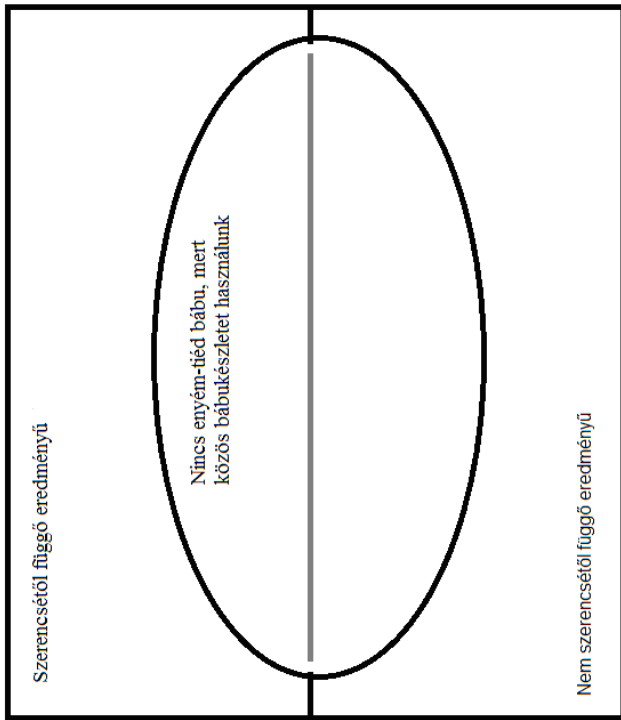 Szerencsétől függő eredményű
Nincs enyém-tiéd bábu, mert
közös bábukészletet használunk
Nem szerencsétől függő eredményű